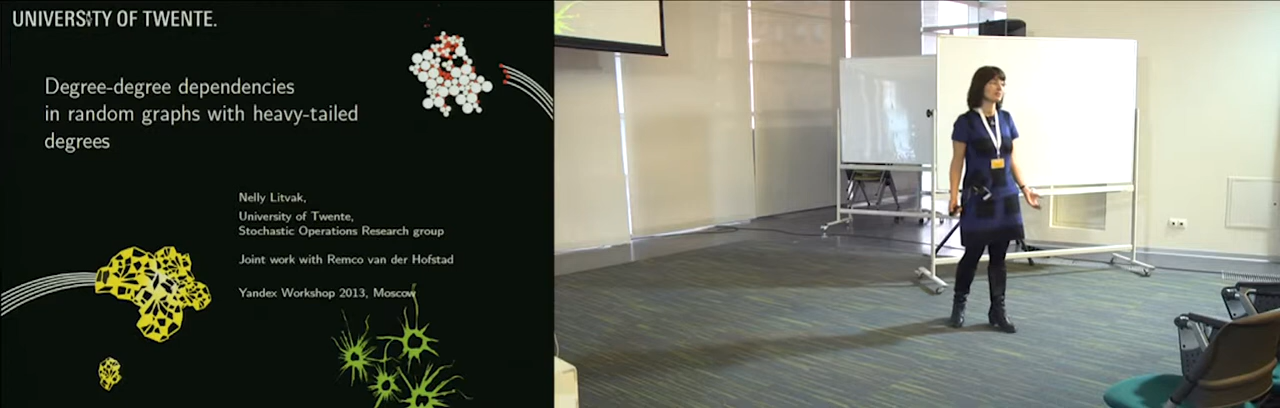 UNIVERSITY OF TWENTE.
Degree-degree dependencies
in random graphs with heavy-tailed
degrees
Nelly Litvak,
University of Twente,
Stochastic Operations Research group
Joint work with Remco van der Hofstad
Yandex Workshop 2013, Moscow